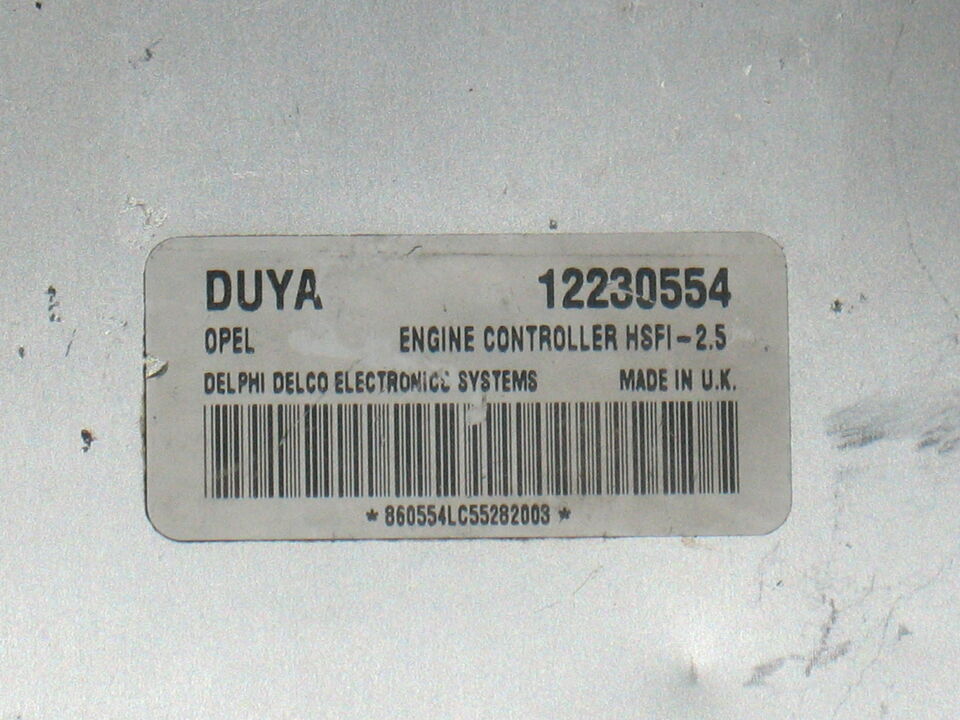 DUYA 12230554
OPEL ENGINE CONTROLLER HSFI-2.5
DELPHI DELCO ELECTRONICS SYSTEMS MADE IN U.K.
*860554LC55282003*